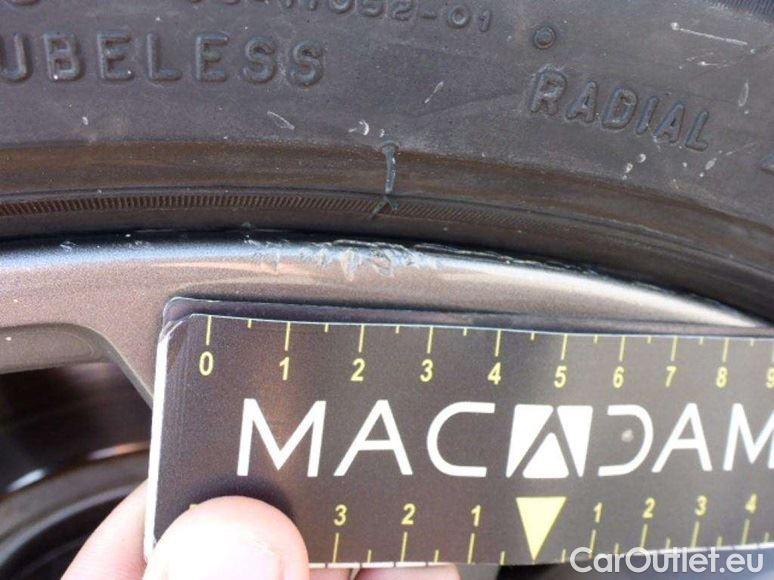 UBELESS
RADIAL
0 1 2 3 4 5 6 7 8 9
MACADAM
3 2 1 1 2 3
CarOutlet.eu